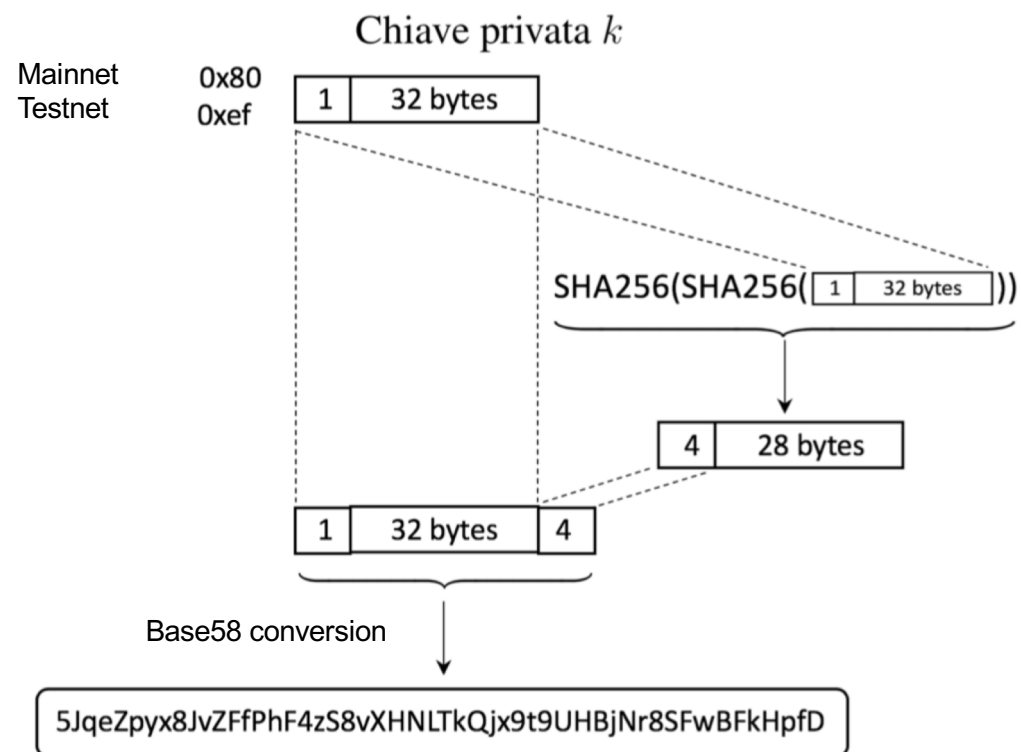 Chiave privata k
Mainnet 0x80
Testnet 0xef
1 32 bytes
SHA256(SHA256( 1 32 bytes ))
4 28 bytes
1 32 bytes 4
Base58 conversion
5JqeZpyx8JvZFfPhF4zS8vXHNLTkQjx9t9UHBjNr8SFwBFkHpfD